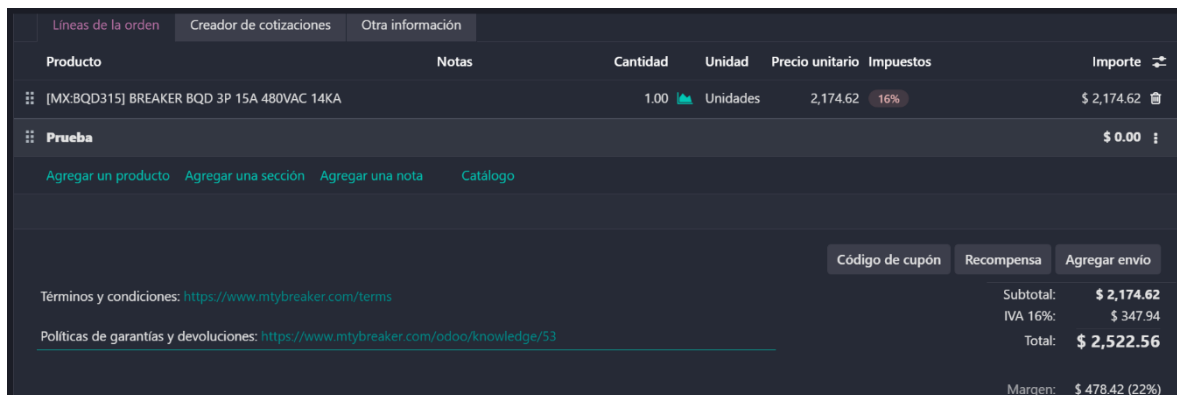 Líneas de la orden Creador de cotizaciones Otra información
Producto Notas Cantidad Unidad Precio unitario Impuestos Importe
[MX:BQD315] BREAKER BQD 3P 15A 480VAC 14KA 1.00 Unidades 2,174.62 16% $ 2,174.62
Prueba $ 0.00
Agregar un producto Agregar una sección Agregar una nota Catálogo
Código de cupón Recompensa Agregar envío
Términos y condiciones: https://www.mtybreaker.com/terms
Subtotal: $ 2,174.62
IVA 16%: $ 347.94
Políticas de garantías y devoluciones: https://www.mtybreaker.com/odoo/knowledge/53
Total: $ 2,522.56
Margen: $ 478.42 (22%)